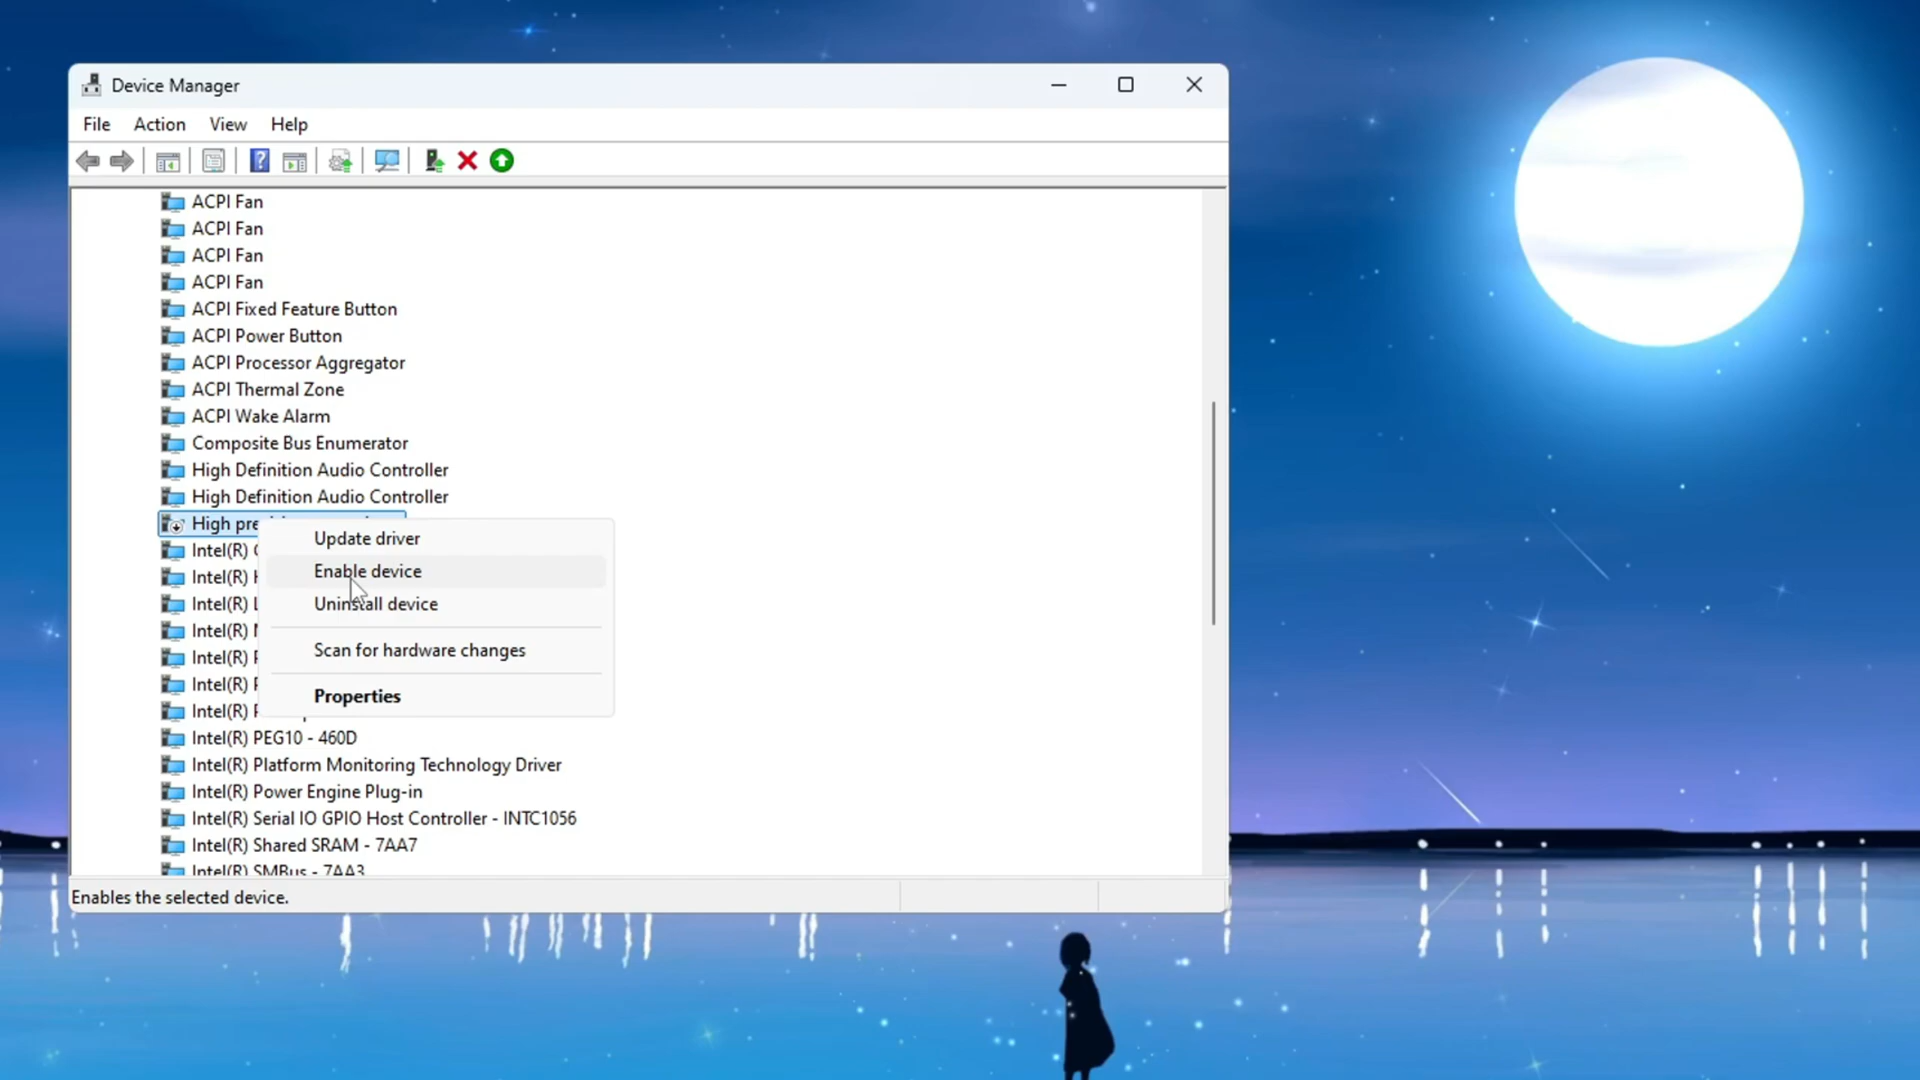 Device Manager
File Action View Help
ACPI Fan
ACPI Fan
ACPI Fan
ACPI Fan
ACPI Fixed Feature Button
ACPI Power Button
ACPI Processor Aggregator
ACPI Thermal Zone
ACPI Wake Alarm
Composite Bus Enumerator
High Definition Audio Controller
High Definition Audio Controller
High
Update driver
Intel(R)
Enable device
Intel(R)
Intel(R)
Uninstall device
Intel(R)
Intel(R)
Scan for hardware changes
Intel(R)
Properties
Intel(R)
Intel(R) PEG10 - 460D
Intel(R) Platform Monitoring Technology Driver
Intel(R) Power Engine Plug-in
Intel(R) Serial IO GPIO Host Controller - INTC1056
Intel(R) Shared SRAM - 7AA7
Intel(R) SMBus - 7AA3
Enables the selected device.